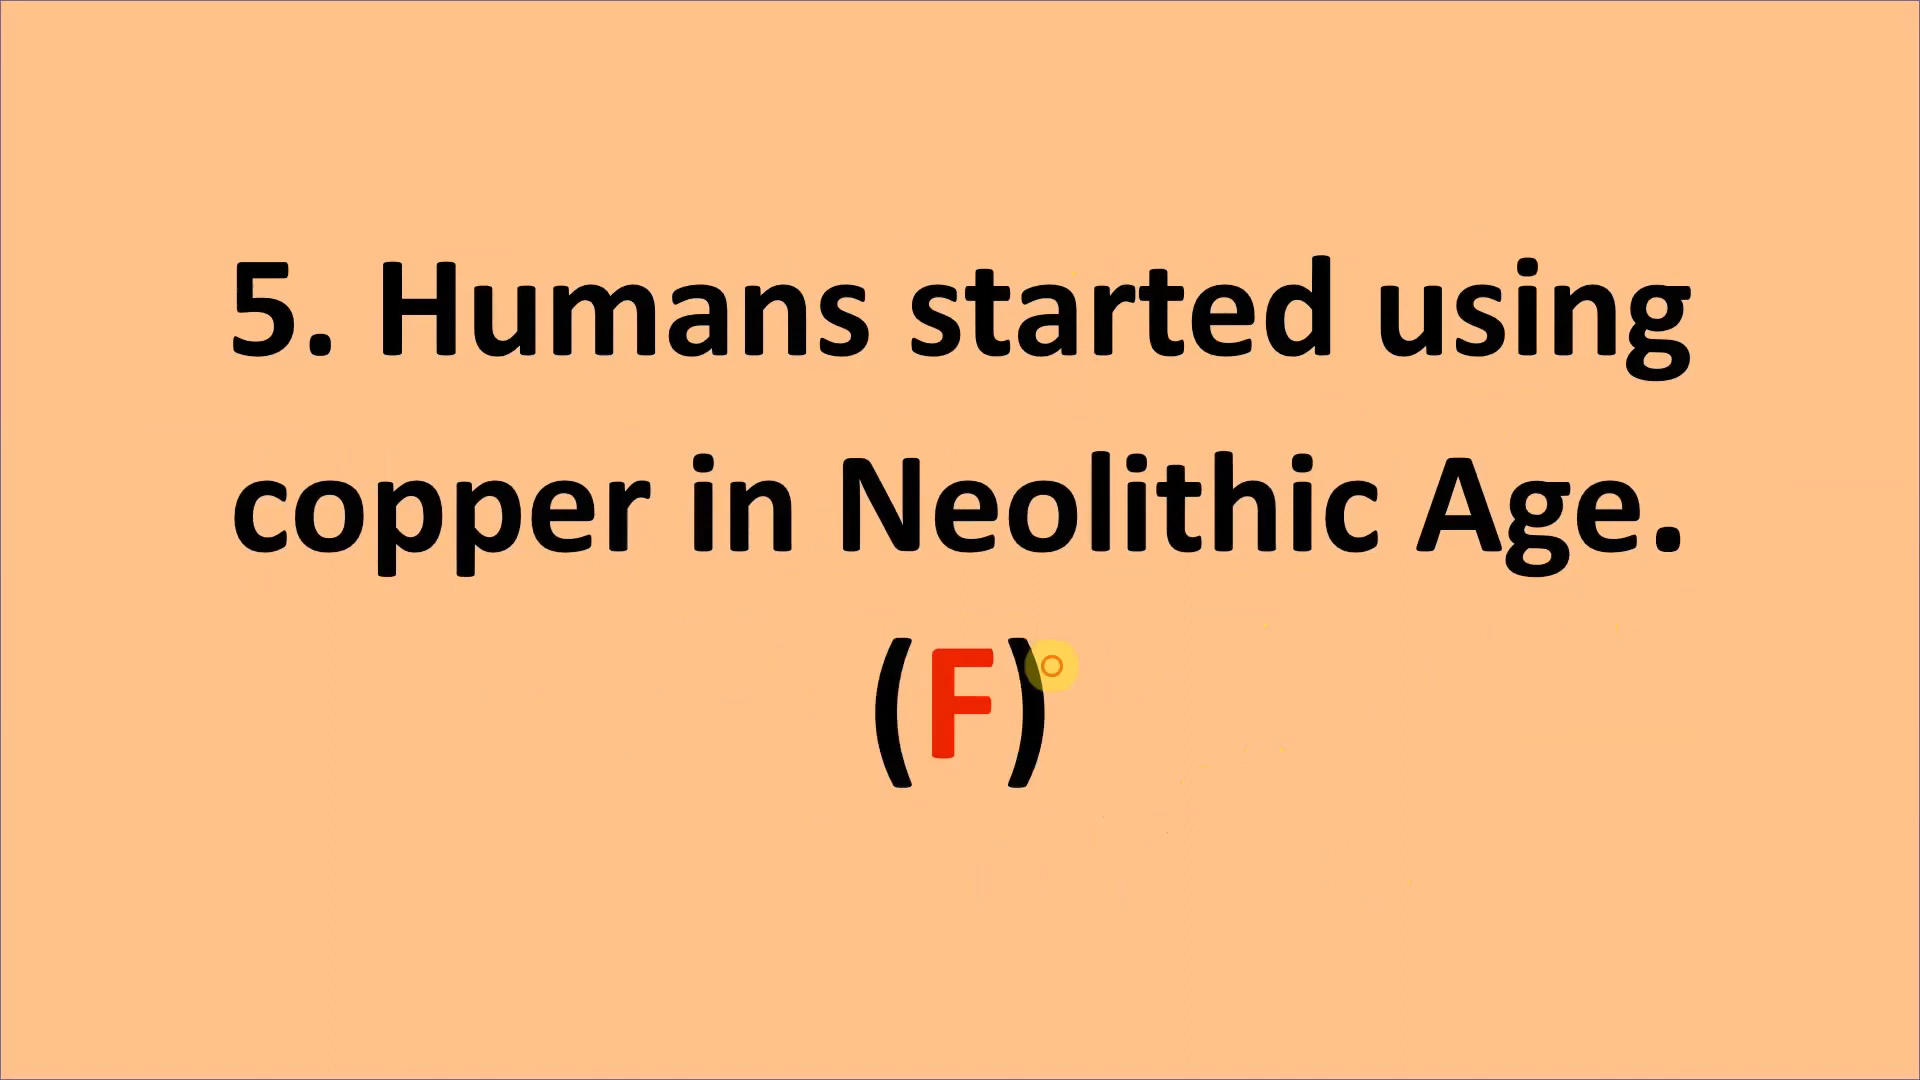 5. Humans started using
copper in Neolithic Age.
(F)